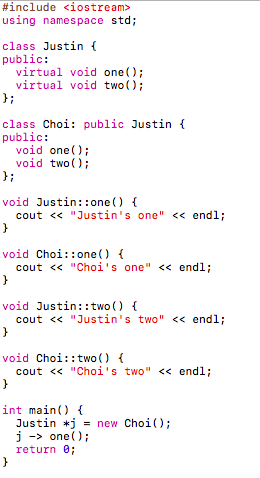 #include <iostream>
using namespace std;
class Justin {
public:
virtual void one();
virtual void two();
};
class Choi: public Justin {
public:
void one();
void two();
};
void Justin::one() {
cout << "Justin's one" << endl;
}
void Choi::one() {
cout << "Choi's one" << endl;
}
void Justin::two() {
cout << "Justin's two" << endl;
}
void Choi::two() {
cout << "Choi's two" << endl;
}
int main() {
Justin *j = new Choi();
j -> one();
return 0;
}